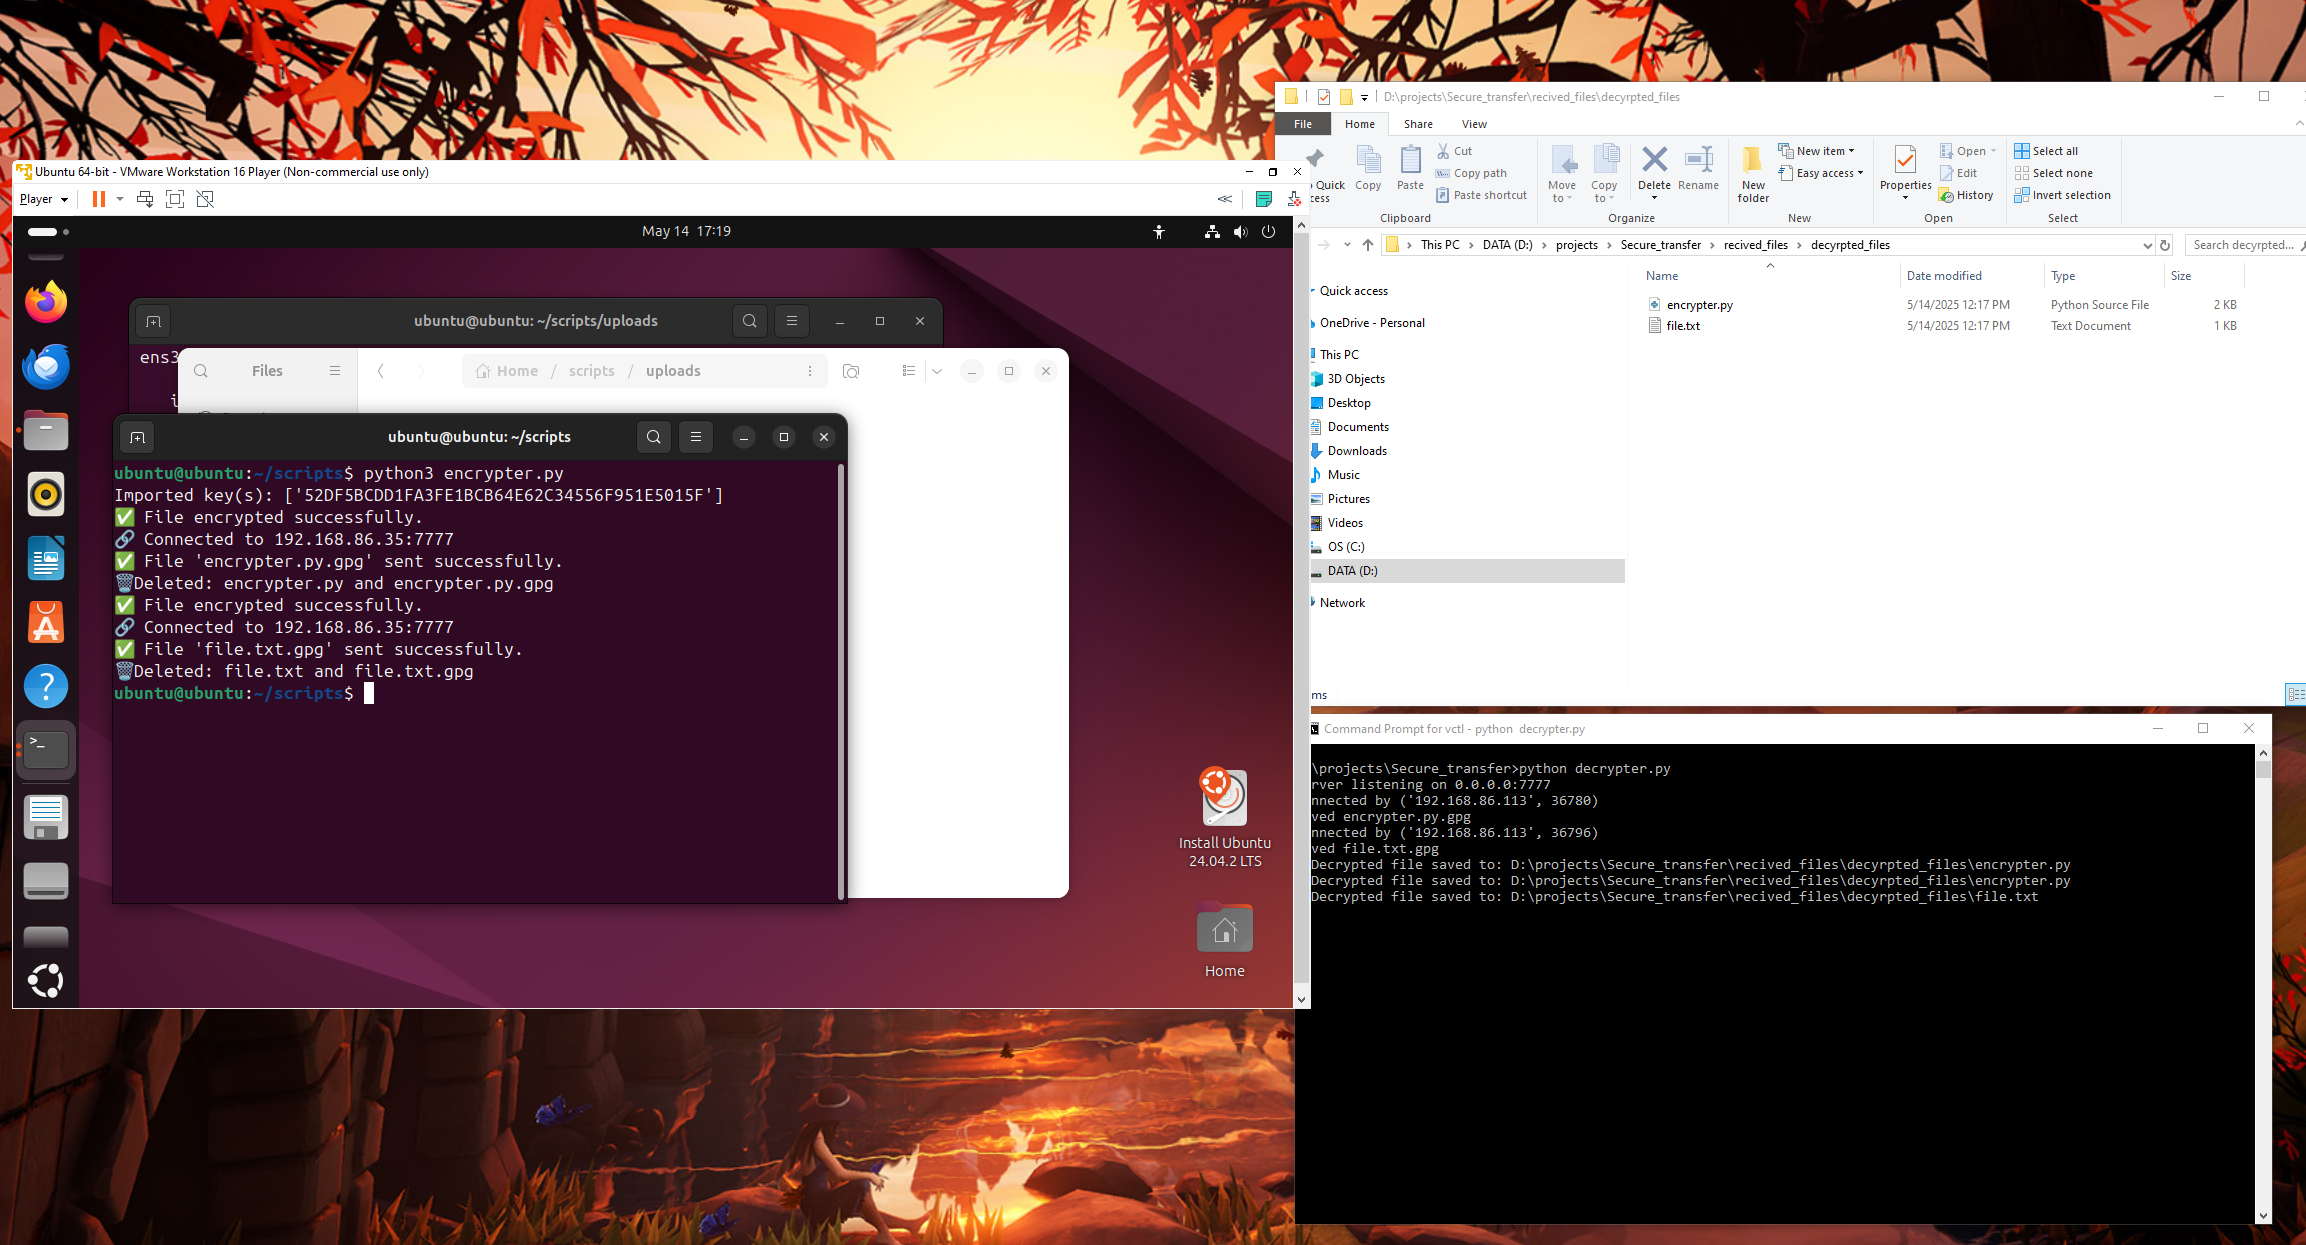 D:\projects\Secure_transfer\recived_files\decyrpted_files
File Home Share View
Quick
cess
Copy
Paste
Cut
Copy path
Paste shortcut
Clipboard
Move to
Copy to
Delete
Rename
Organize
New folder
New item
Easy access
New
Properties
Open
Edit
History
Open
Select all
Select none
Invert selection
Select
This PC > DATA (D:) > projects > Secure_transfer > recived_files > decyrpted_files
Search decyrpted...
Name Date modified Type Size
encrypter.py 5/14/2025 12:17 PM Python Source File 2 KB
file.txt 5/14/2025 12:17 PM Text Document 1 KB
Quick access
OneDrive - Personal
This PC
3D Objects
Desktop
Documents
Downloads
Music
Pictures
Videos
OS (C:)
DATA (D:)
Network
ms
Ubuntu 64-bit - VMware Workstation 16 Player (Non-commercial use only)
Player
May 14 17:19
ubuntu@ubuntu: ~/scripts/uploads
ens3
i
Files
Home / scripts / uploads
ubuntu@ubuntu: ~/scripts
ubuntu@ubuntu:~/scripts$ python3 encrypter.py
Imported key(s): ['52DF5BCDD1FA3FE1BCB64E62C34556F951E5015F']
✅ File encrypted successfully.
🔗 Connected to 192.168.86.35:7777
✅ File 'encrypter.py.gpg' sent successfully.
🗑Deleted: encrypter.py and encrypter.py.gpg
✅ File encrypted successfully.
🔗 Connected to 192.168.86.35:7777
✅ File 'file.txt.gpg' sent successfully.
🗑Deleted: file.txt and file.txt.gpg
ubuntu@ubuntu:~/scripts$
Install Ubuntu
24.04.2 LTS
Home
Command Prompt for vctl - python decrypter.py
\projects\Secure_transfer>python decrypter.py
rver listening on 0.0.0.0:7777
nnected by ('192.168.86.113', 36780)
ved encrypter.py.gpg
nnected by ('192.168.86.113', 36796)
ved file.txt.gpg
Decrypted file saved to: D:\projects\Secure_transfer\recived_files\decyrpted_files\encrypter.py
Decrypted file saved to: D:\projects\Secure_transfer\recived_files\decyrpted_files\encrypter.py
Decrypted file saved to: D:\projects\Secure_transfer\recived_files\decyrpted_files\file.txt